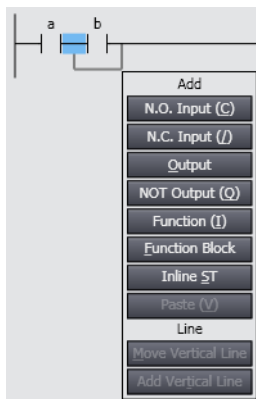 a b
Add
N.O. Input (C)
N.C. Input (/)
Output
NOT Output (Q)
Function (I)
Function Block
Inline ST
Paste (V)
Line
Move Vertical Line
Add Vertical Line